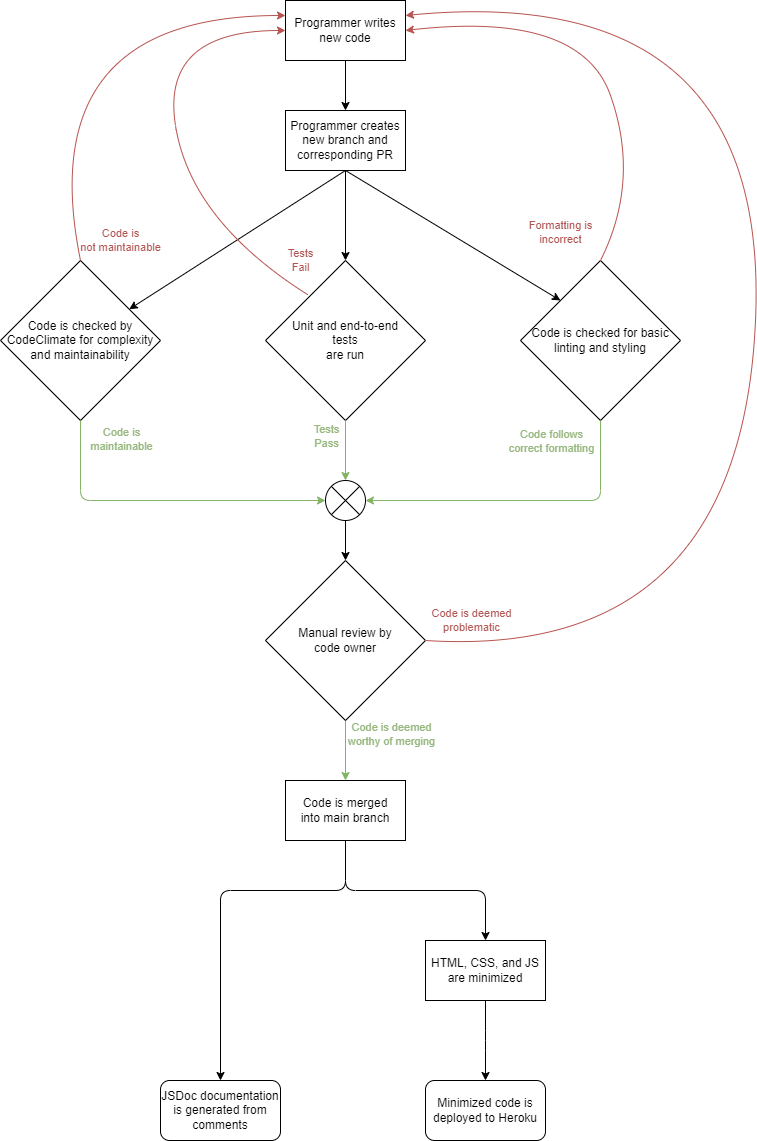 Programmer writes
new code
Programmer creates
new branch and
corresponding PR
Code is
not maintainable
Tests
Fail
Formatting is
incorrect
Code is checked by
CodeClimate for complexity
and maintainability
Unit and end-to-end
tests
are run
Code is checked for basic
linting and styling
Code is
maintainable
Tests
Pass
Code follows
correct formatting
Manual review by
code owner
Code is deemed
problematic
Code is deemed
worthy of merging
Code is merged
into main branch
HTML, CSS, and JS
are minimized
JSDoc documentation
is generated from
comments
Minimized code is
deployed to Heroku